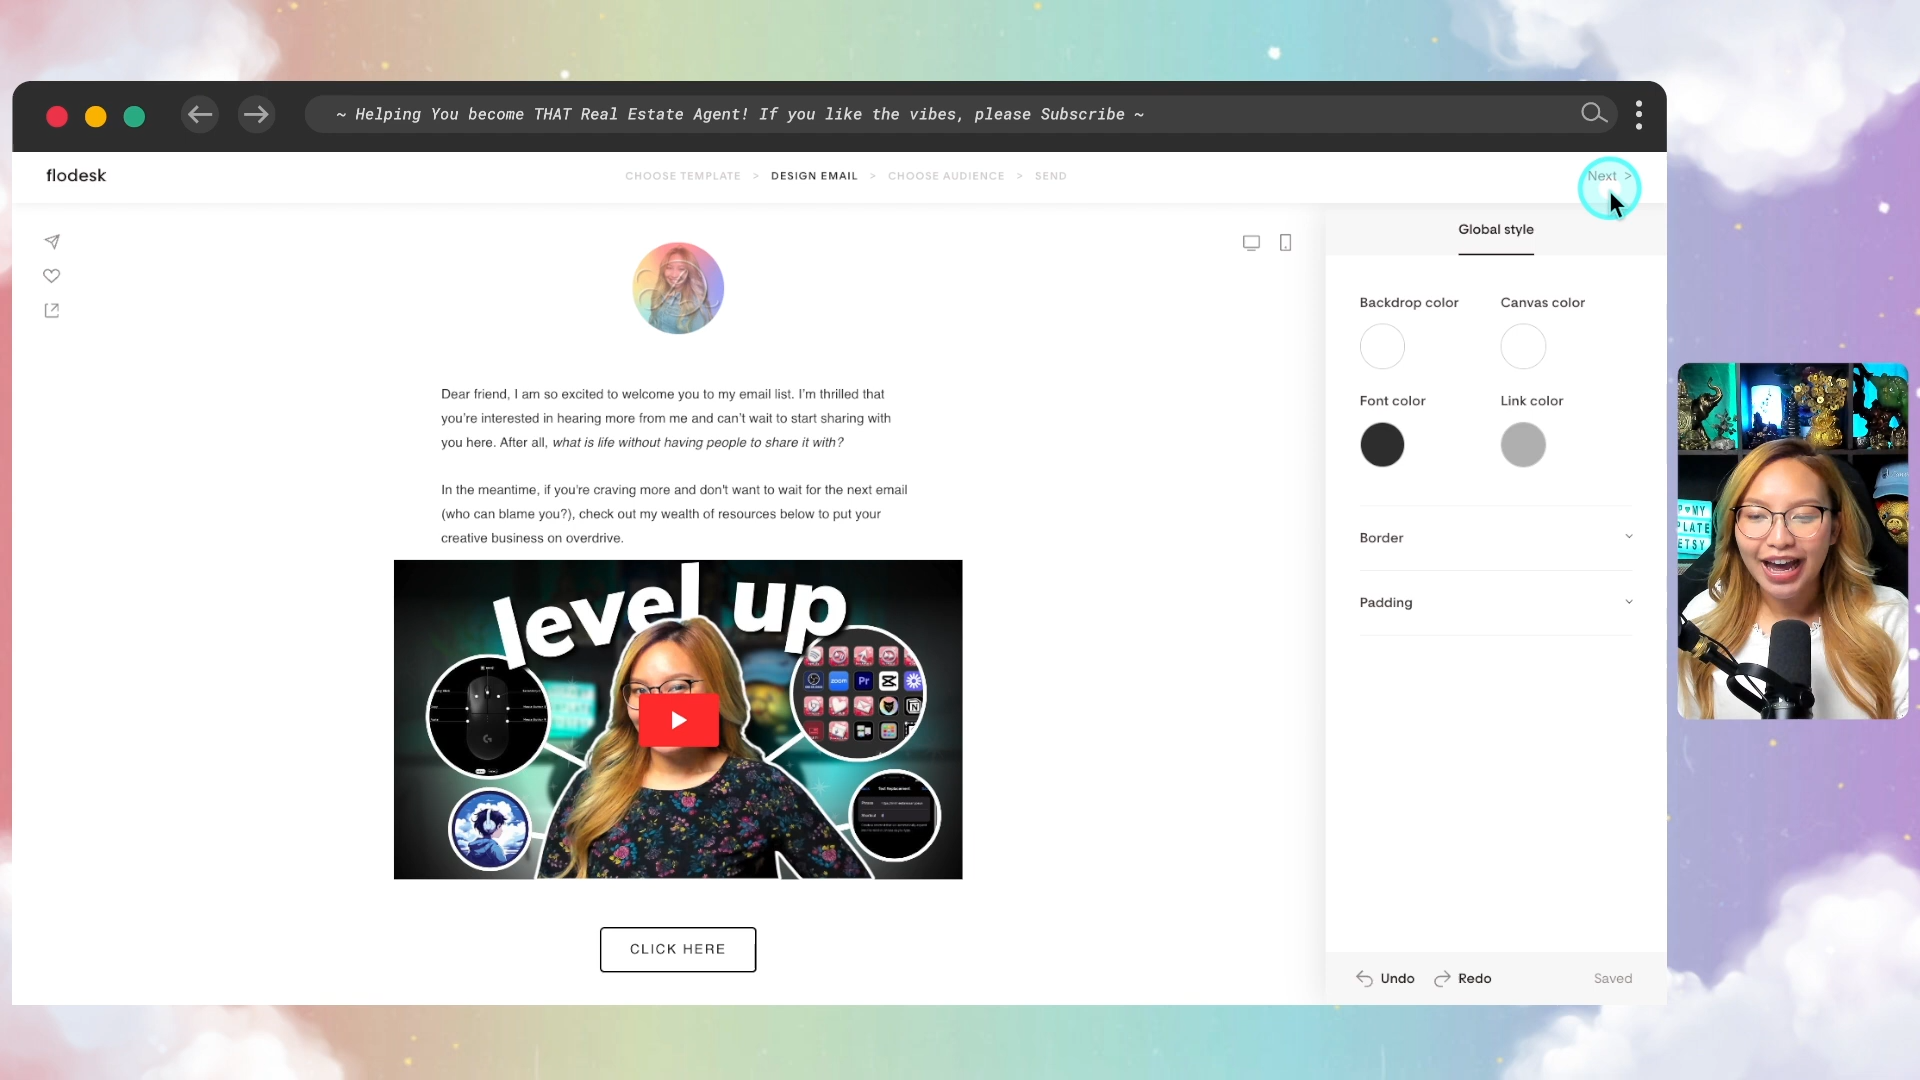 ~ Helping You become THAT Real Estate Agent! If you like the vibes, please Subscribe ~
flodesk
CHOOSE TEMPLATE > DESIGN EMAIL > CHOOSE AUDIENCE > SEND
Next >
Global style
Backdrop color
Canvas color
Font color
Link color
Border
Padding
Undo
Redo
Saved
Dear friend, I am so excited to welcome you to my email list. I'm thrilled that
you're interested in hearing more from me and can't wait to start sharing with
you here. After all, what is life without having people to share it with?
In the meantime, if you're craving more and don't want to wait for the next email
(who can blame you?), check out my wealth of resources below to put your
creative business on overdrive.
level up
zoom
Pr
CLICK HERE